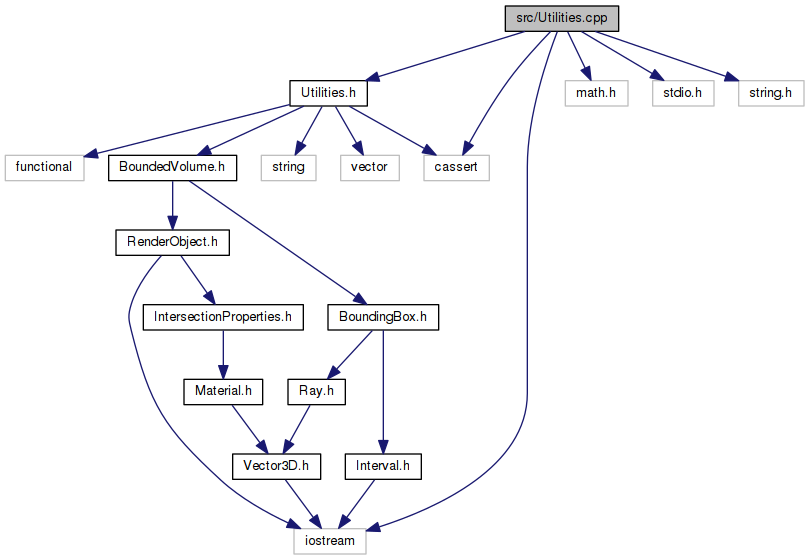 src/Utilities.cpp
Utilities.h
math.h
stdio.h
string.h
functional
BoundedVolume.h
string
vector
cassert
RenderObject.h
IntersectionProperties.h
BoundingBox.h
Material.h
Ray.h
Vector3D.h
Interval.h
iostream